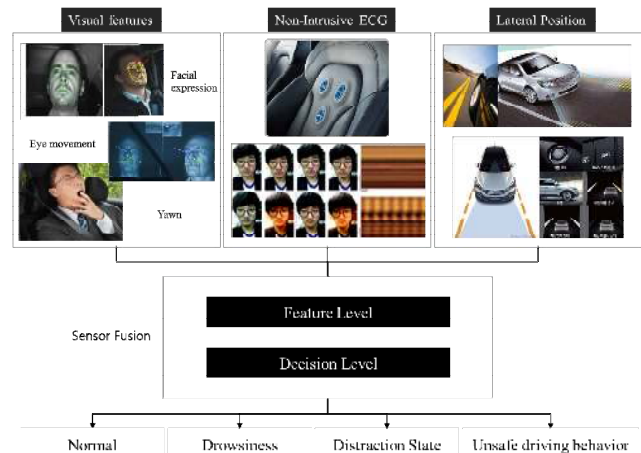 Visual features
Non-Intrusive ECG
Lateral Position
Facial
expression
Eye movement
Yawn
Sensor Fusion
Feature Level
Decision Level
Normal
Drowsiness
Distraction State
Unsafe driving behavior